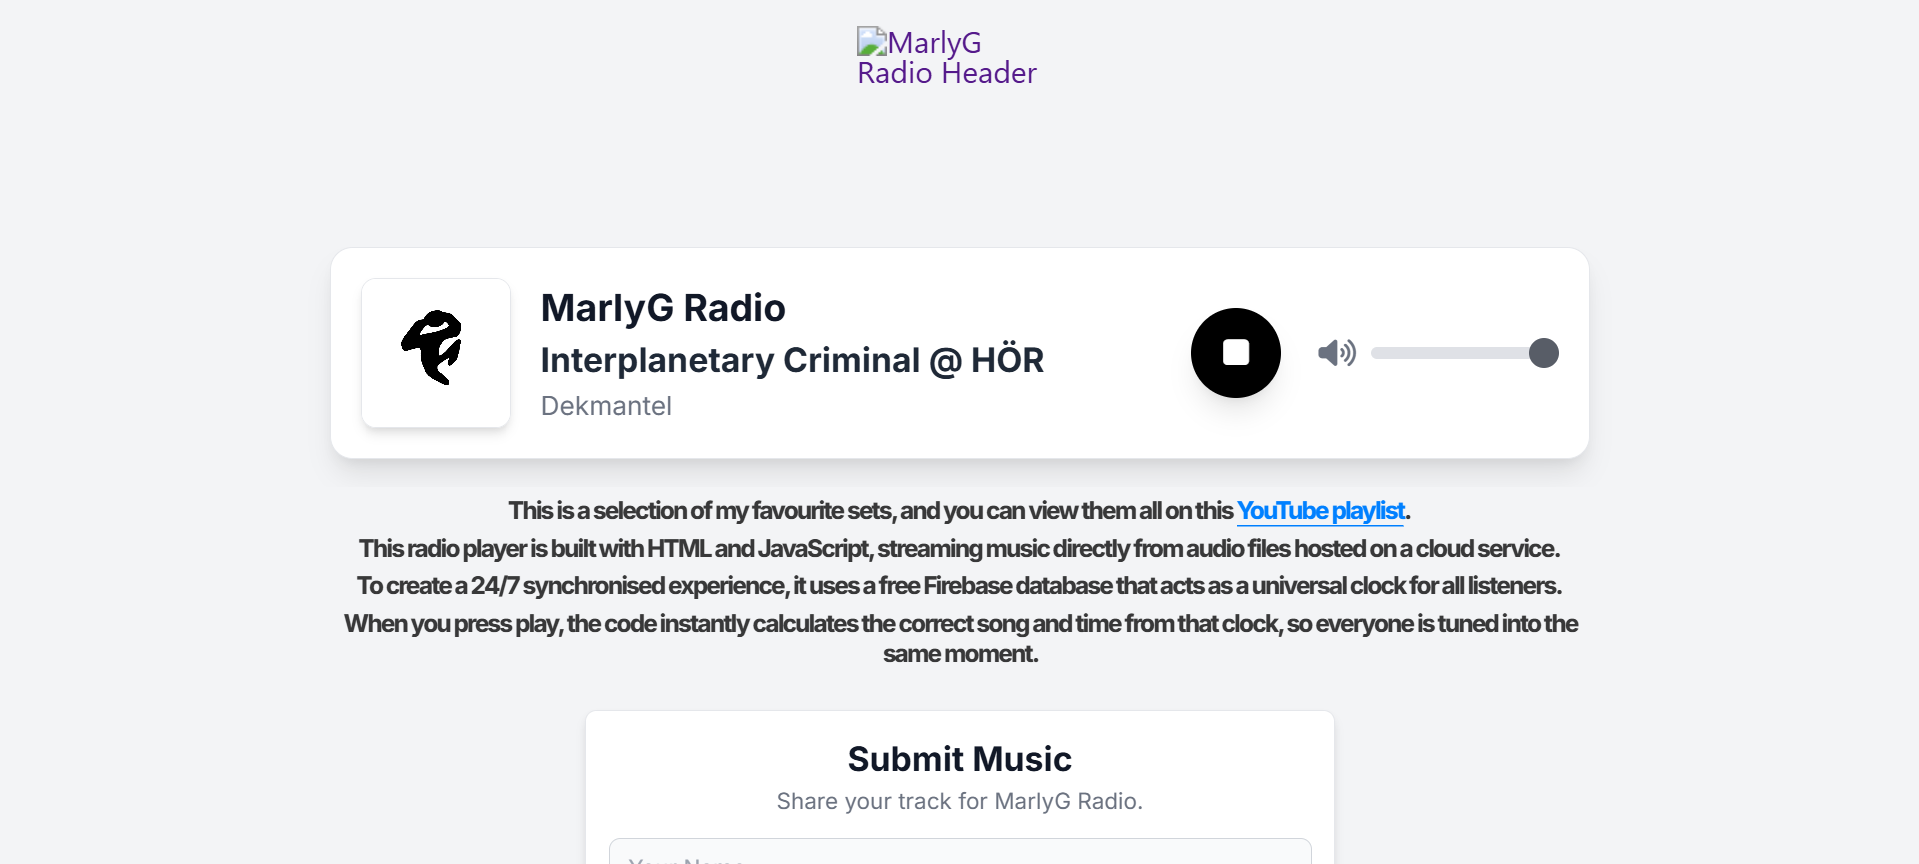 MarlyG
Radio Header
MarlyG Radio
Interplanetary Criminal @ HÖR
Dekmantel
This is a selection of my favourite sets, and you can view them all on this YouTube playlist.
This radio player is built with HTML and JavaScript, streaming music directly from audio files hosted on a cloud service.
To create a 24/7 synchronised experience, it uses a free Firebase database that acts as a universal clock for all listeners.
When you press play, the code instantly calculates the correct song and time from that clock, so everyone is tuned into the
same moment.
Submit Music
Share your track for MarlyG Radio.
Your Name